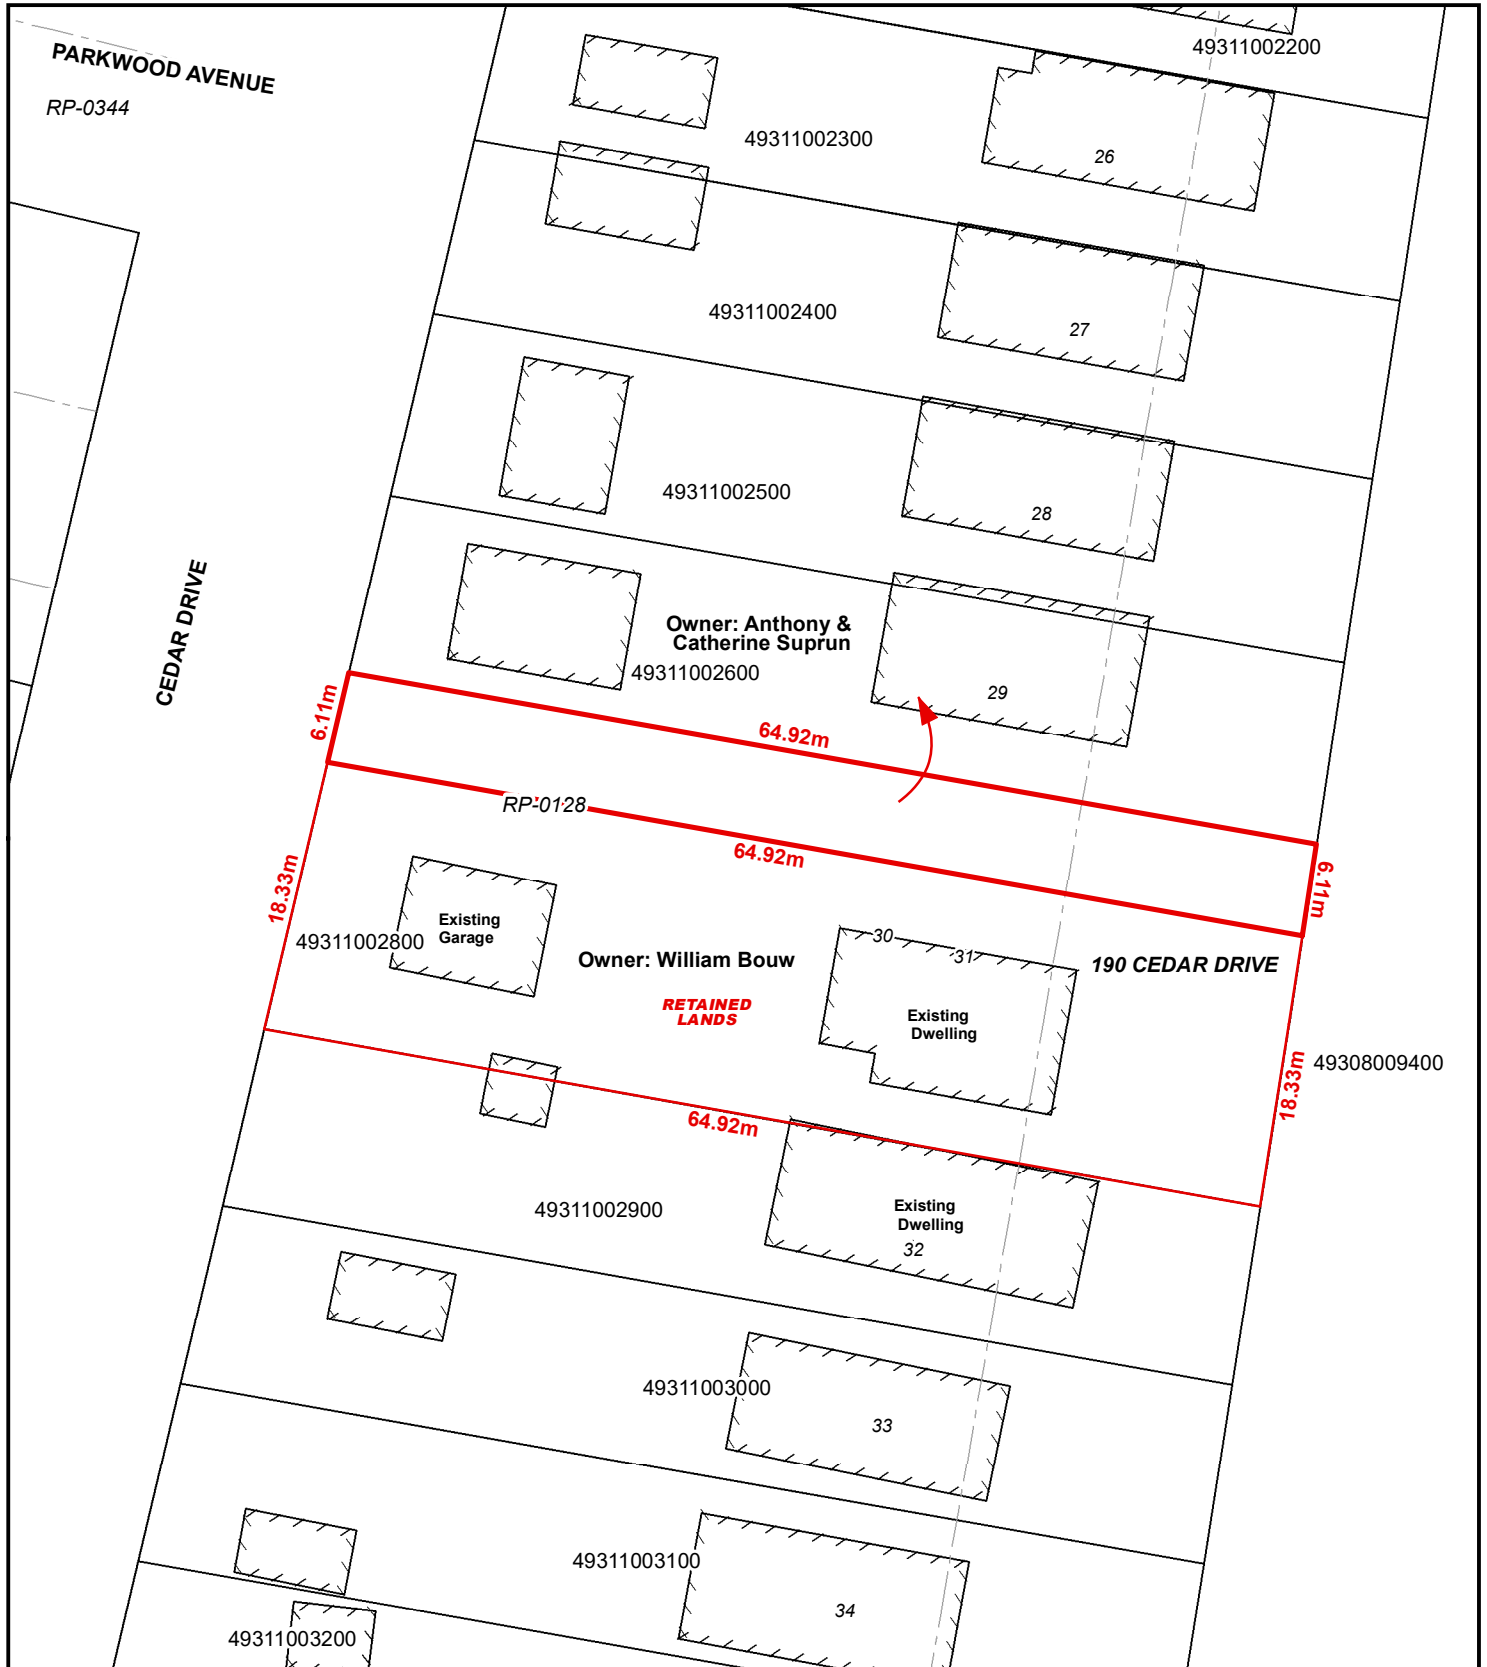 49311002200
PARKWOOD AVENUE
RP-0344
49311002300
26
49311002400
27
49311002500
28
CEDAR DRIVE
Owner: Anthony &
Catherine Suprun
49311002600
29
6.11m
64.92m
RP-0128
64.92m
6.11m
18.33m
Existing
Garage
49311002800
Owner: William Bouw
30
31
190 CEDAR DRIVE
RETAINED
LANDS
Existing
Dwelling
49308009400
18.33m
64.92m
49311002900
Existing
Dwelling
32
49311003000
33
49311003100
34
49311003200